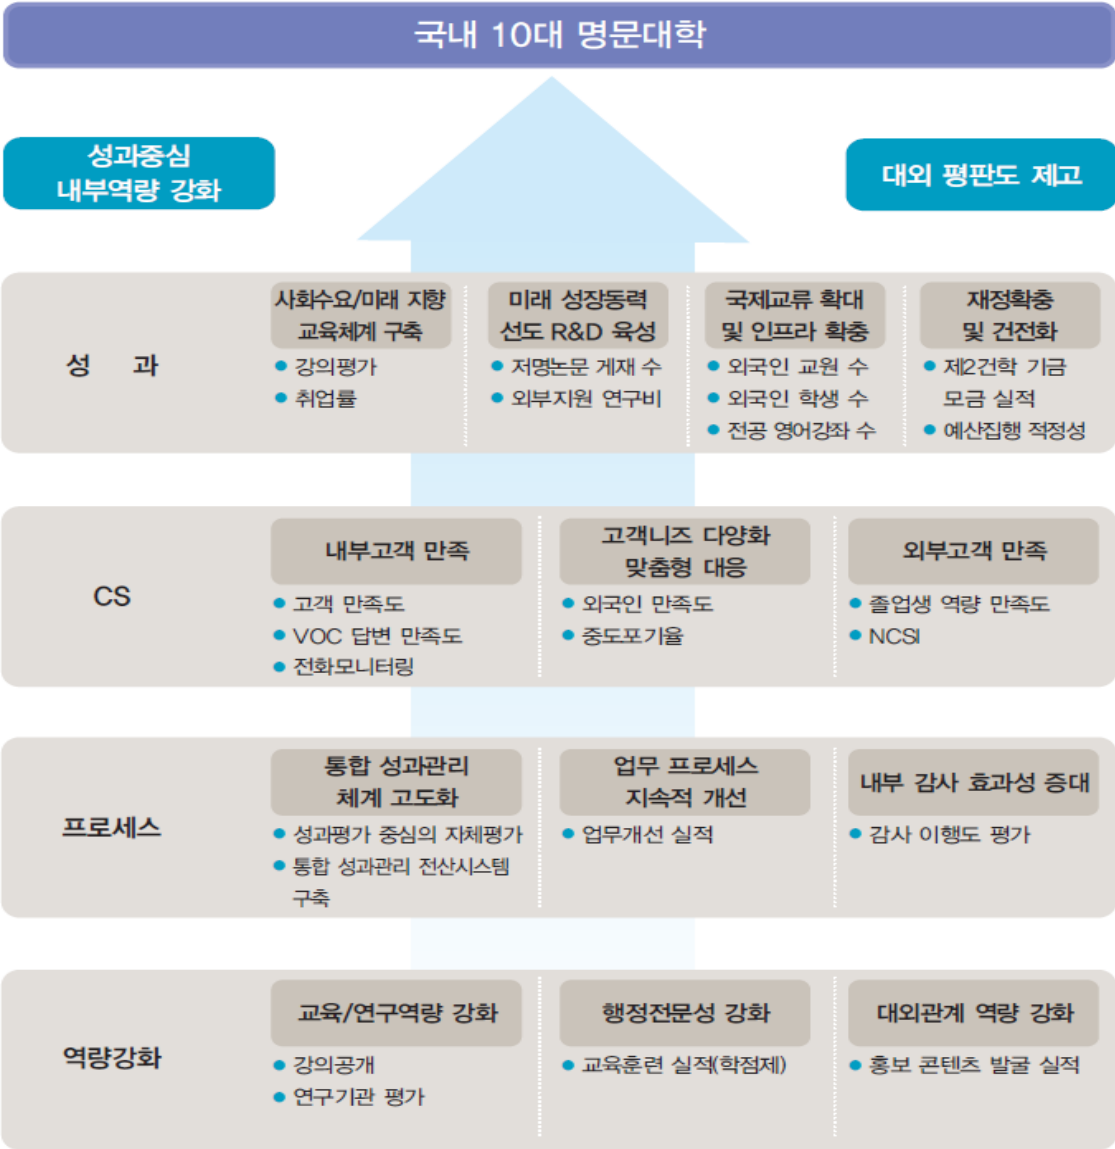 국내 10대 명문대학
성과중심
내부역량 강화
대외 평판도 제고
성 과
사회수요/미래 지향
교육체계 구축
• 강의평가
• 취업률
미래 성장동력
선도 R&D 육성
• 저명논문 게재 수
• 외부지원 연구비
국제교류 확대
및 인프라 확충
• 외국인 교원 수
• 외국인 학생 수
• 전공 영어강좌 수
재정확충
및 건전화
• 제2건학 기금
모금 실적
• 예산집행 적정성
CS
내부고객 만족
• 고객 만족도
• VOC 답변 만족도
• 전화모니터링
고객니즈 다양화
맞춤형 대응
• 외국인 만족도
• 중도포기율
외부고객 만족
• 졸업생 역량 만족도
• NCSI
프로세스
통합 성과관리
체계 고도화
• 성과평가 중심의 자체평가
• 통합 성과관리 전산시스템
구축
업무 프로세스
지속적 개선
• 업무개선 실적
내부 감사 효과성 증대
• 감사 이행도 평가
역량강화
교육/연구역량 강화
• 강의공개
• 연구기관 평가
행정전문성 강화
• 교육훈련 실적(학점제)
대외관계 역량 강화
• 홍보 콘텐츠 발굴 실적